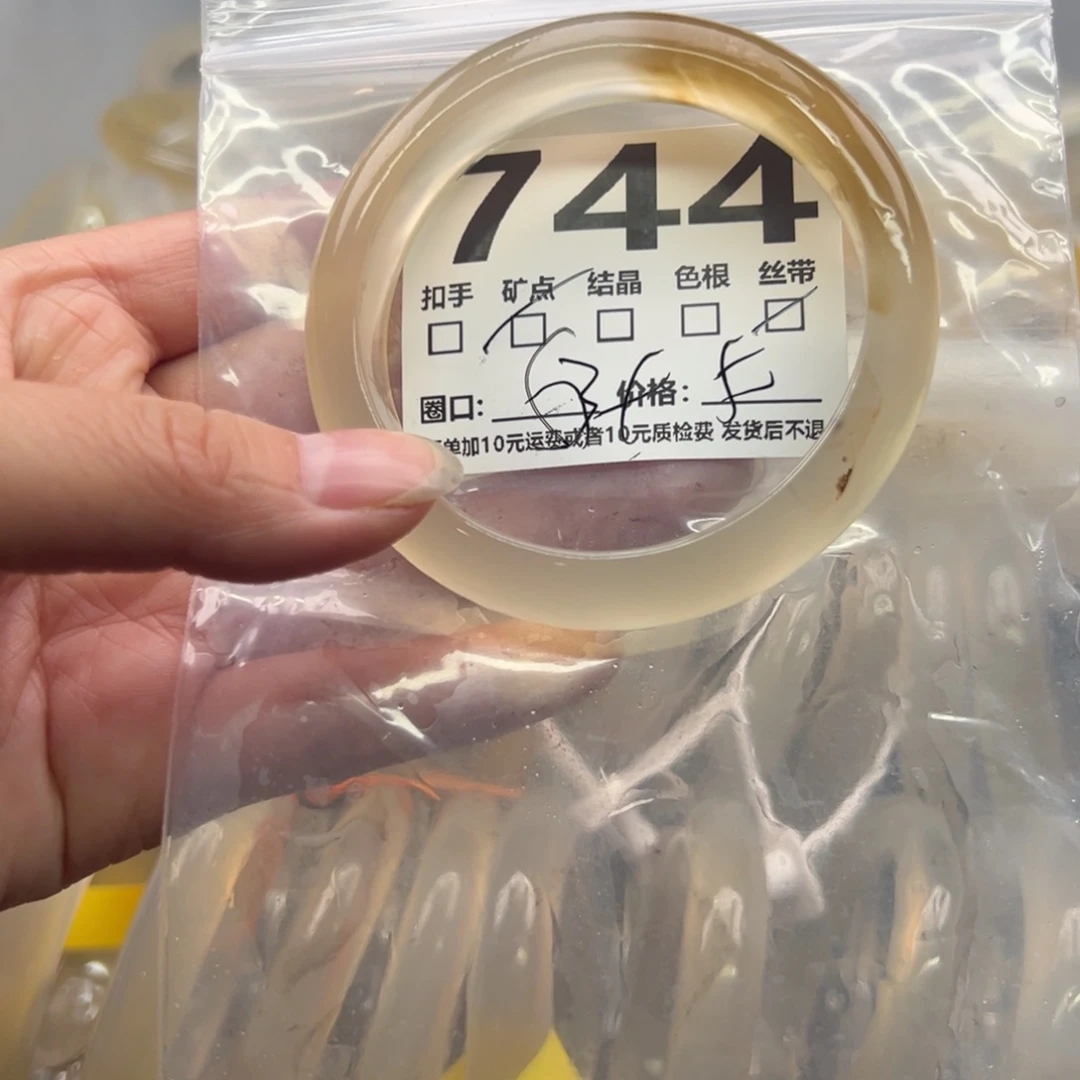 744
扣手 矿点 结晶 色根 丝带
圈口: 价格:
单加10元运费或者10元质检费 发货后不退